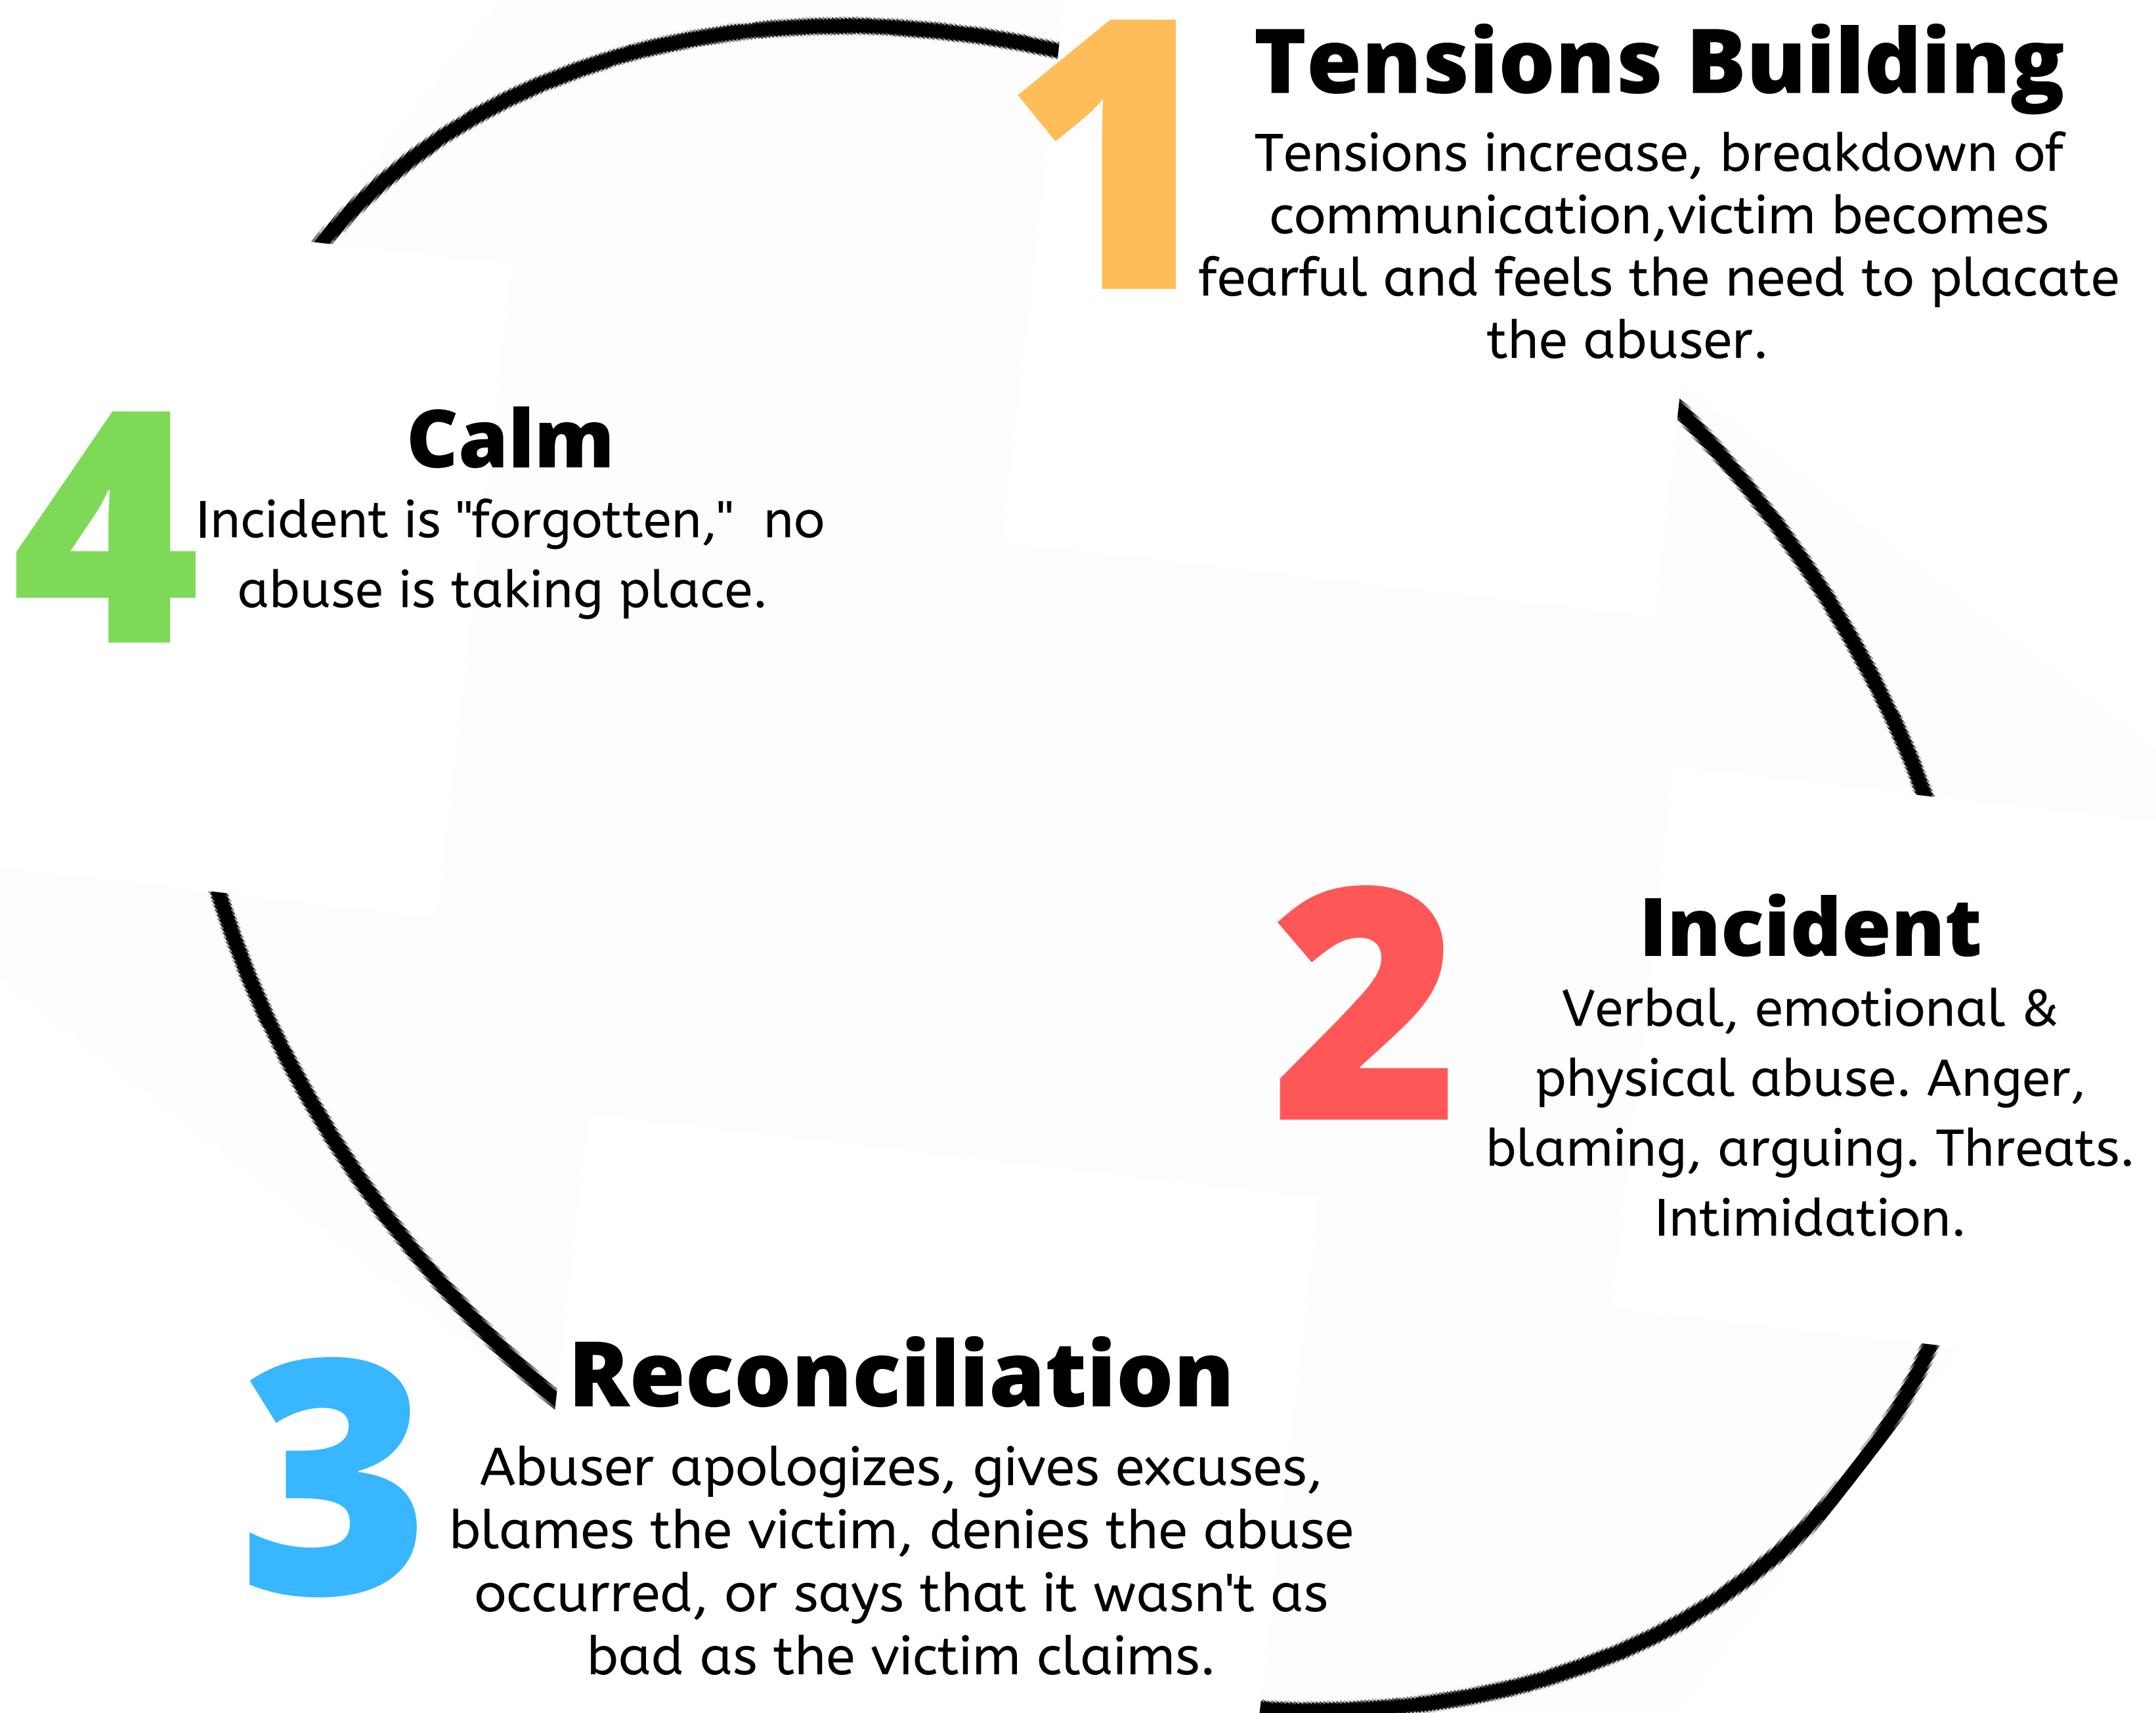 1
Tensions Building
Tensions increase, breakdown of
communication,victim becomes
fearful and feels the need to placate
the abuser.
2
Incident
Verbal, emotional &
physical abuse. Anger,
blaming, arguing. Threats.
Intimidation.
3
Reconciliation
Abuser apologizes, gives excuses,
blames the victim, denies the abuse
occurred, or says that it wasn't as
bad as the victim claims.
4
Calm
Incident is "forgotten,"  no
abuse is taking place.